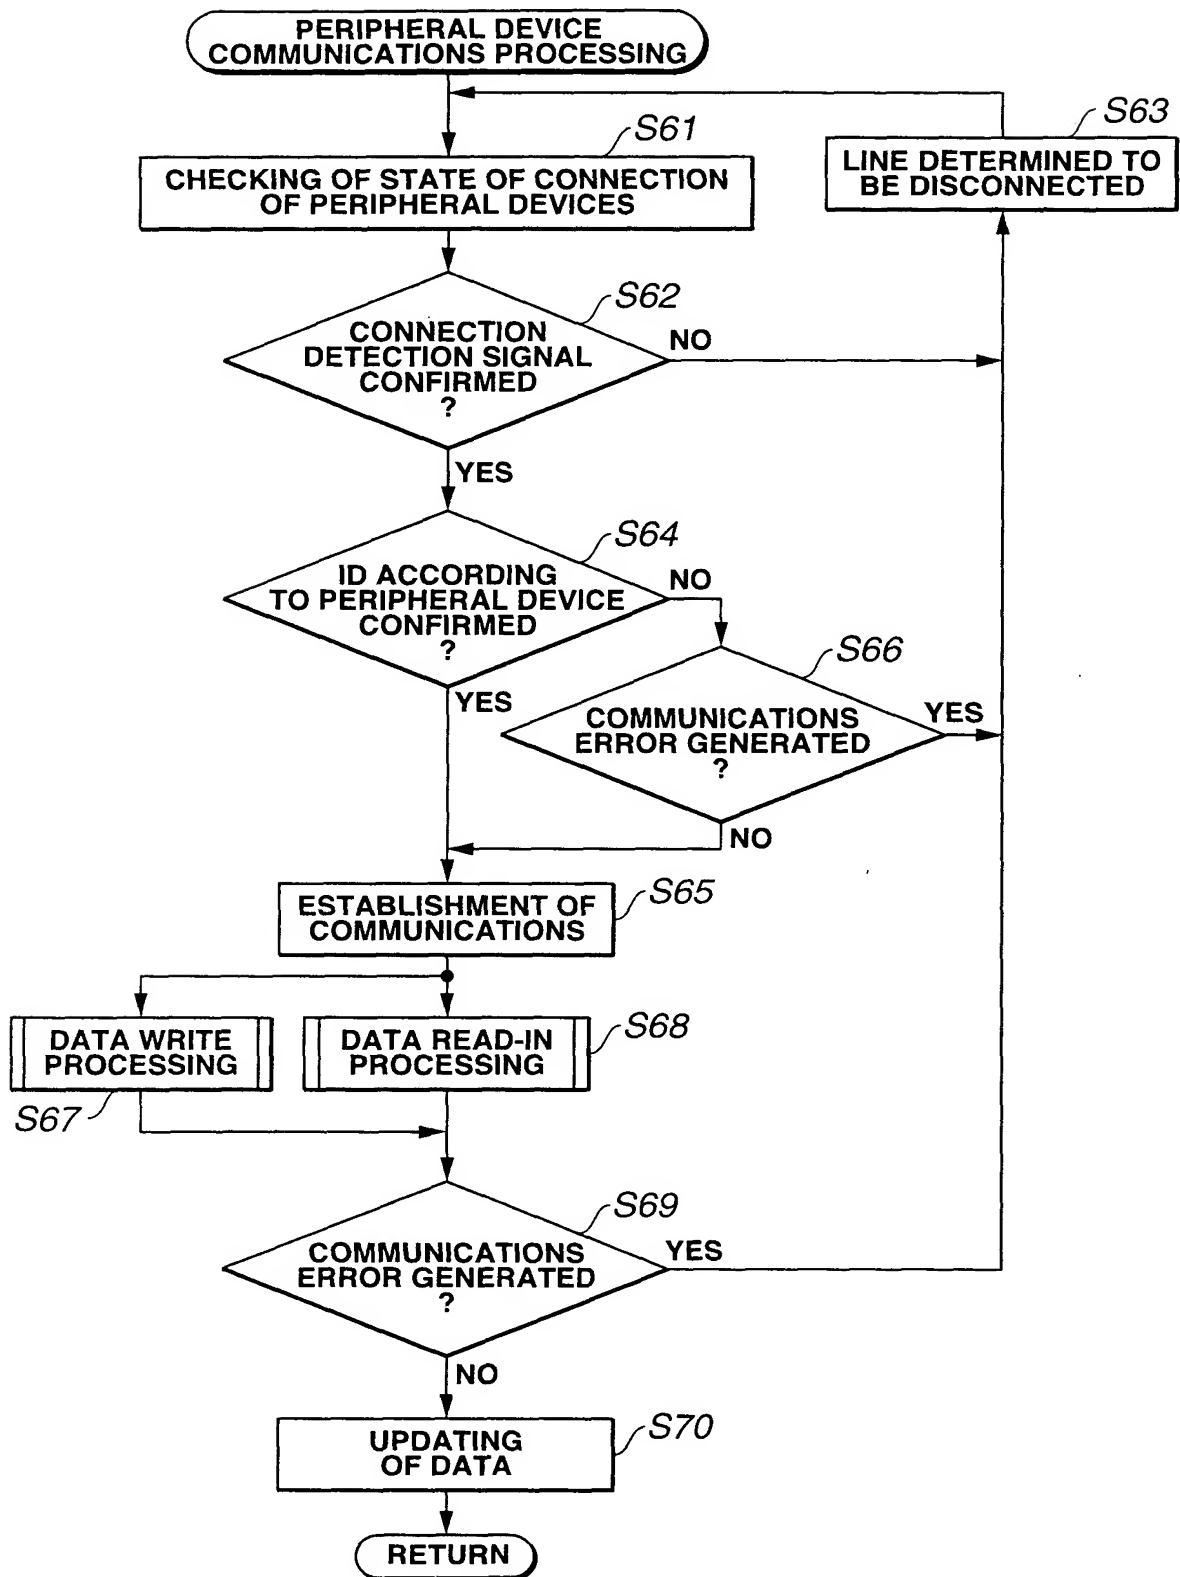 PERIPHERAL DEVICE
COMMUNICATIONS PROCESSING
S61
S63
CHECKING OF STATE OF CONNECTION
OF PERIPHERAL DEVICES
LINE DETERMINED TO
BE DISCONNECTED
S62
CONNECTION
DETECTION SIGNAL
CONFIRMED
?
NO
YES
S64
ID ACCORDING
TO PERIPHERAL DEVICE
CONFIRMED
?
NO
YES
S66
COMMUNICATIONS
ERROR GENERATED
?
YES
NO
S65
ESTABLISHMENT OF
COMMUNICATIONS
DATA WRITE
PROCESSING
S67
DATA READ-IN
PROCESSING
S68
S69
COMMUNICATIONS
ERROR GENERATED
?
YES
NO
S70
UPDATING
OF DATA
RETURN